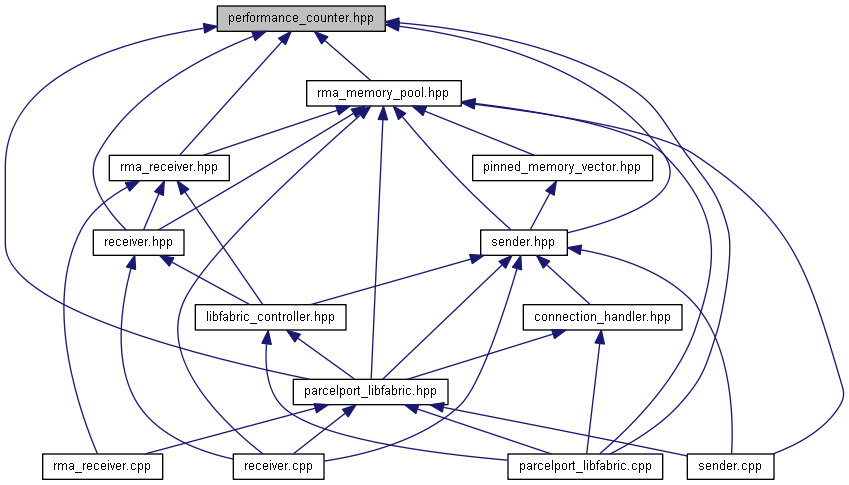 performance_counter.hpp
rma_memory_pool.hpp
rma_receiver.hpp
pinned_memory_vector.hpp
receiver.hpp
sender.hpp
libfabric_controller.hpp
connection_handler.hpp
parcelport_libfabric.hpp
rma_receiver.cpp
receiver.cpp
parcelport_libfabric.cpp
sender.cpp